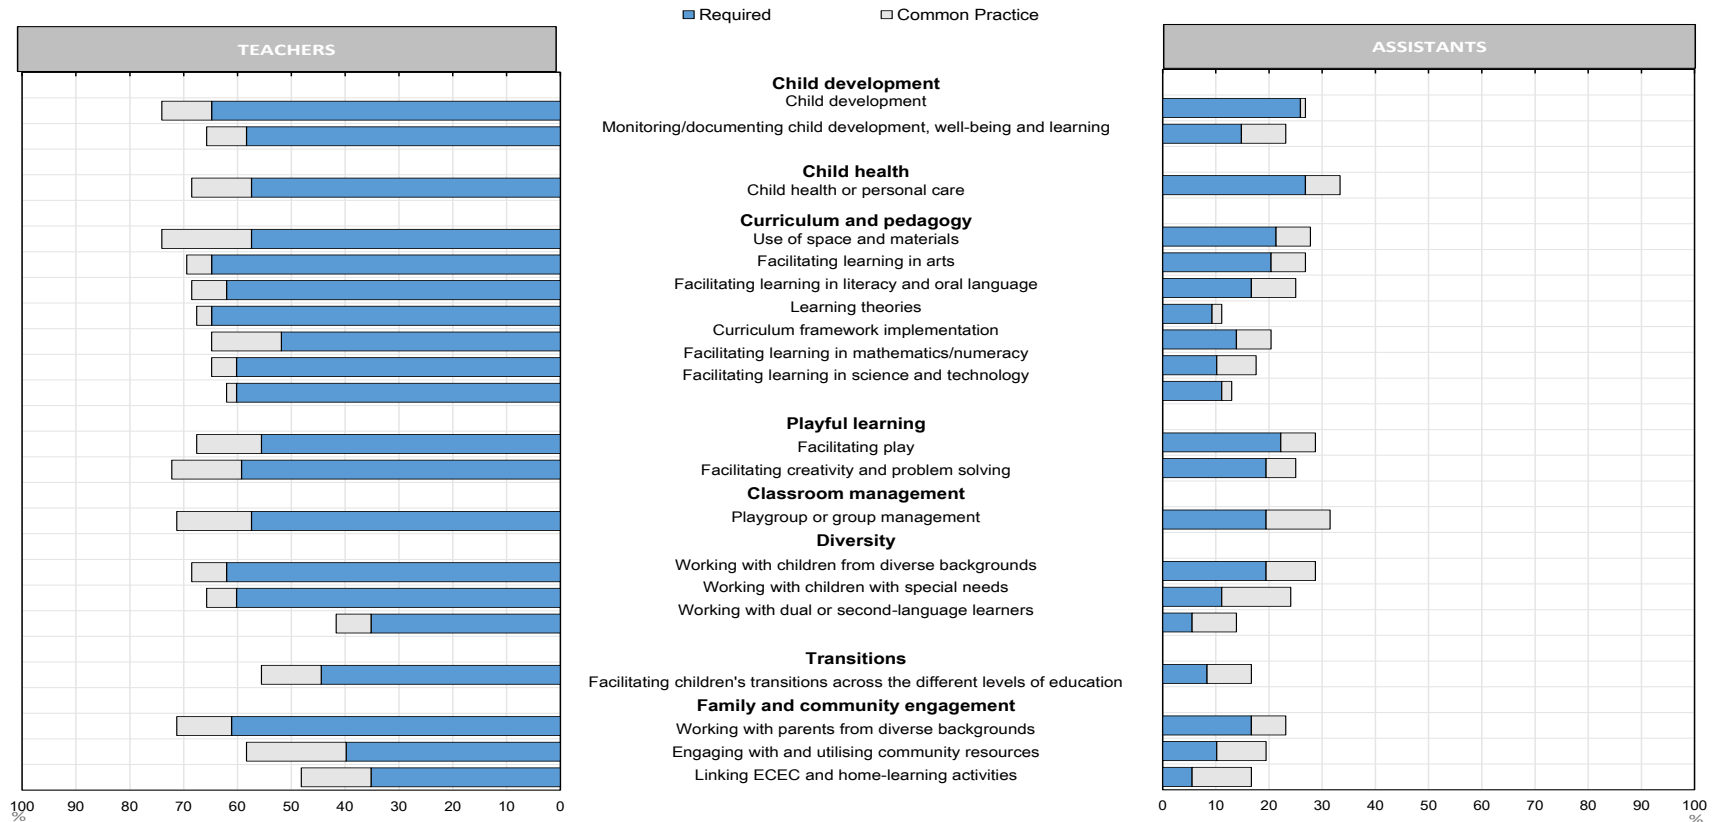 Required Common Practice
TEACHERS
ASSISTANTS
Child development
Child development
Monitoring/documenting child development, well-being and learning
Child health
Child health or personal care
Curriculum and pedagogy
Use of space and materials
Facilitating learning in arts
Facilitating learning in literacy and oral language
Learning theories
Curriculum framework implementation
Facilitating learning in mathematics/numeracy
Facilitating learning in science and technology
Playful learning
Facilitating play
Facilitating creativity and problem solving
Classroom management
Playgroup or group management
Diversity
Working with children from diverse backgrounds
Working with children with special needs
Working with dual or second-language learners
Transitions
Facilitating children's transitions across the different levels of education
Family and community engagement
Working with parents from diverse backgrounds
Engaging with and utilising community resources
Linking ECEC and home-learning activities
100 90 80 70 60 50 40 30 20 10 0
%
0 10 20 30 40 50 60 70 80 90 100
%